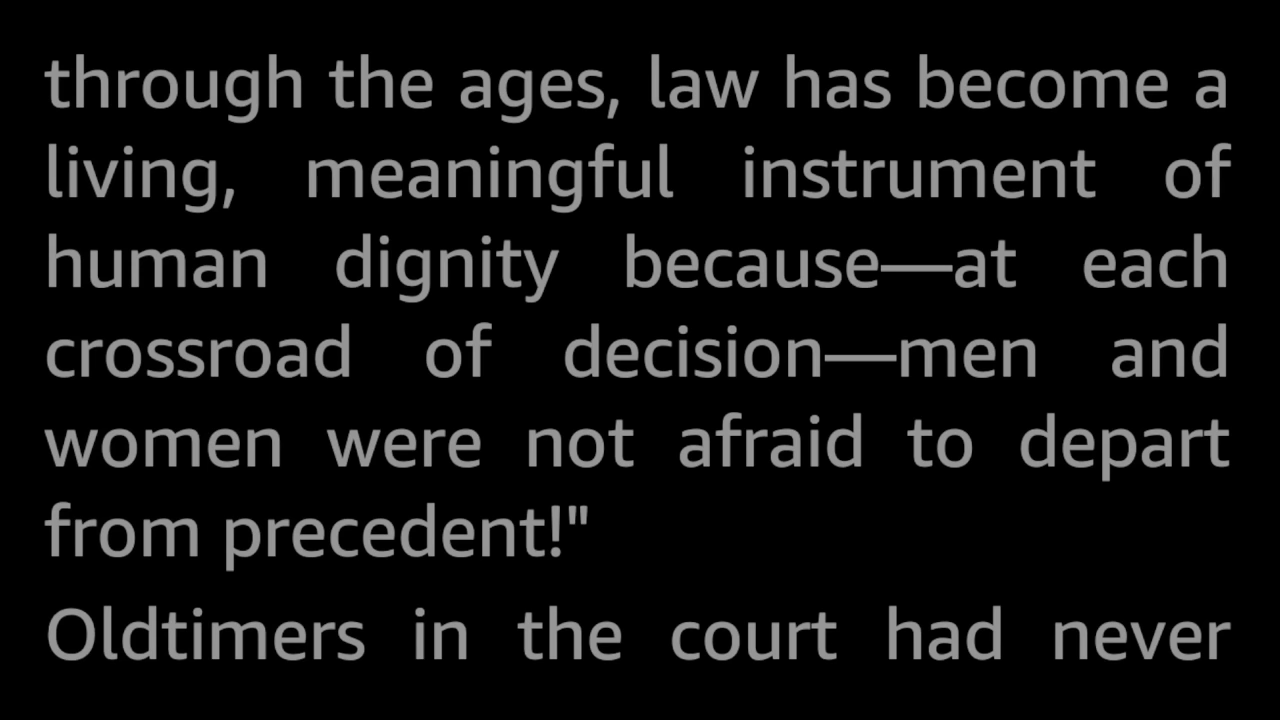 through the ages, law has become a
living, meaningful instrument of
human dignity because—at each
crossroad of decision—men and
women were not afraid to depart
from precedent!"
Oldtimers in the court had never